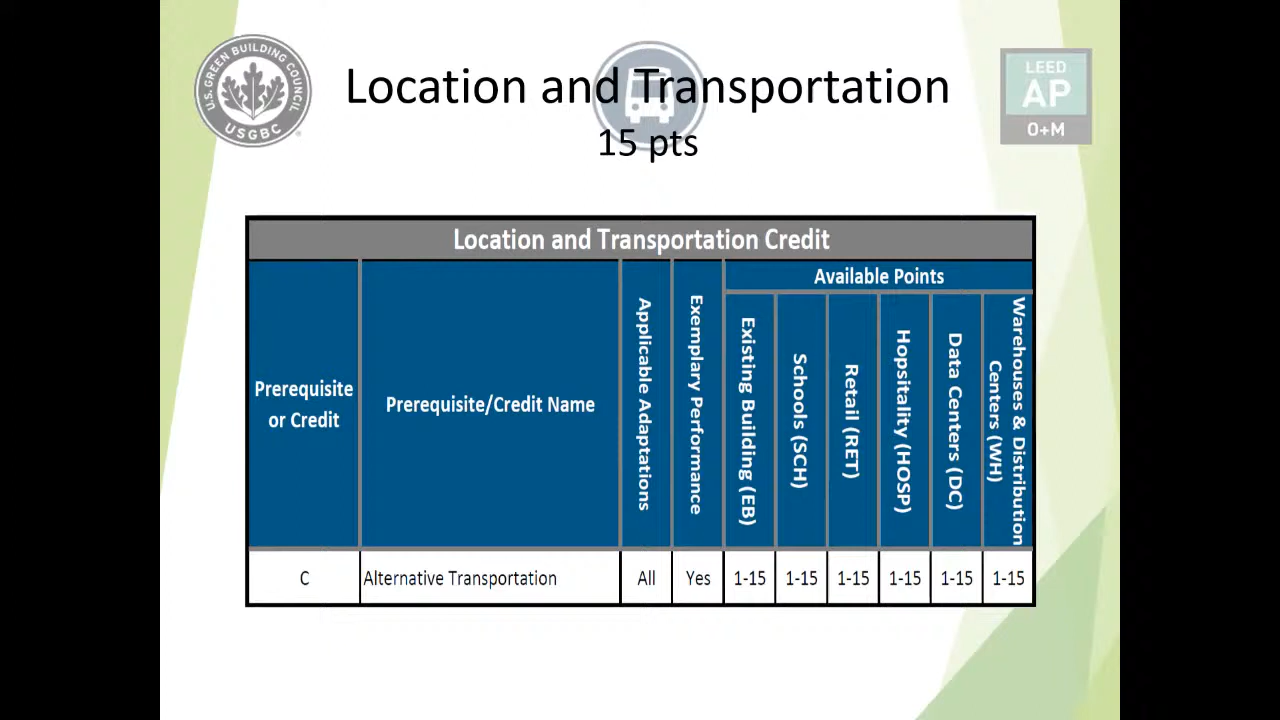 U.S. GREEN BUILDING COUNCIL
USGBC
Location and Transportation
15 pts
LEED
AP
O+M
Location and Transportation Credit
Prerequisite
or Credit
Prerequisite/Credit Name
Applicable Adaptations
Exemplary Performance
Available Points
Existing Building (EB)
Schools (SCH)
Retail (RET)
Hopsitality (HOSP)
Data Centers (DC)
Warehouses & Distribution
Centers (WH)
C
Alternative Transportation
All
Yes
1-15
1-15
1-15
1-15
1-15
1-15